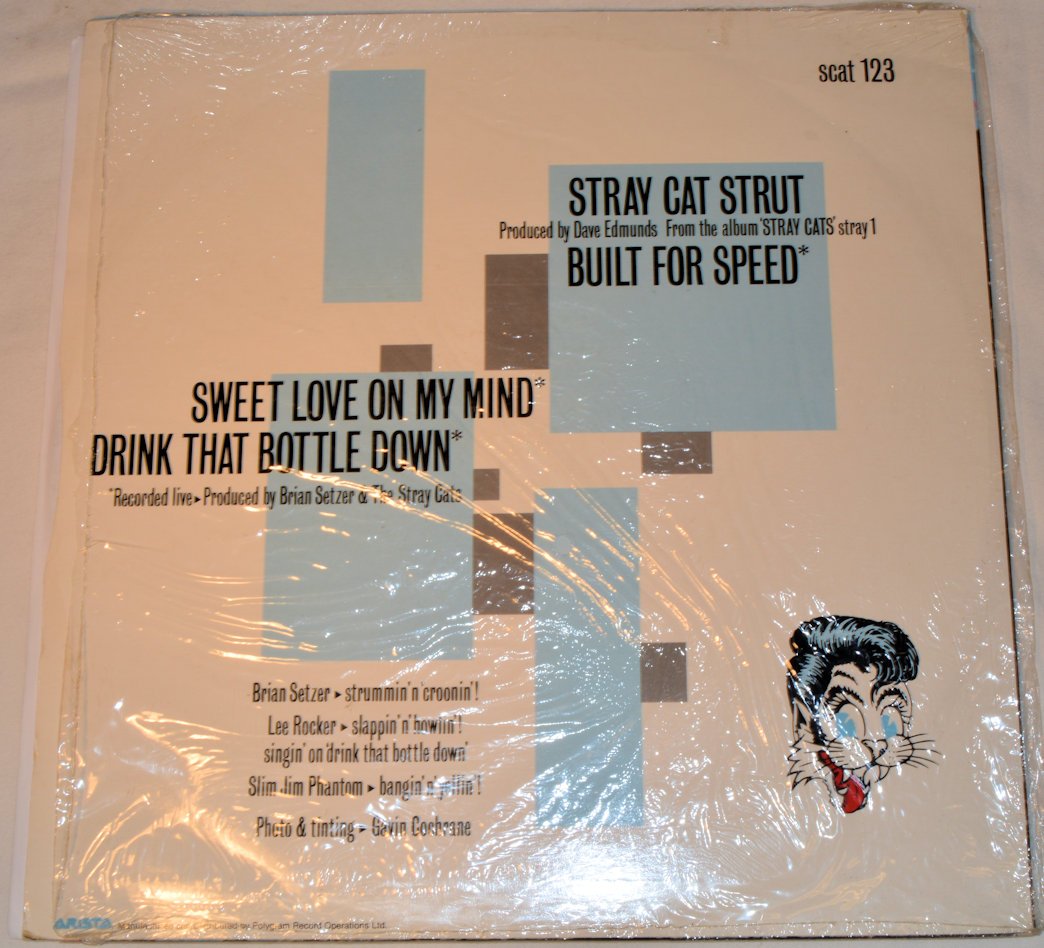 scat 123
STRAY CAT STRUT
Produced by Dave Edmunds From the album 'STRAY CATS' stray 1
BUILT FOR SPEED*
SWEET LOVE ON MY MIND*
DRINK THAT BOTTLE DOWN*
*Recorded live ▸ Produced by Brian Setzer & The Stray Cats
Brian Setzer ▸ strummin' n' croonin'!
Lee Rocker ▸ slappin' n' howlin'!
singin' on 'drink that bottle down'
Slim Jim Phantom ▸ bangin' n' yellin'!
Photo & tinting ▸ Gavin Cochrane
ARISTA by Polygram Record Operations Ltd.